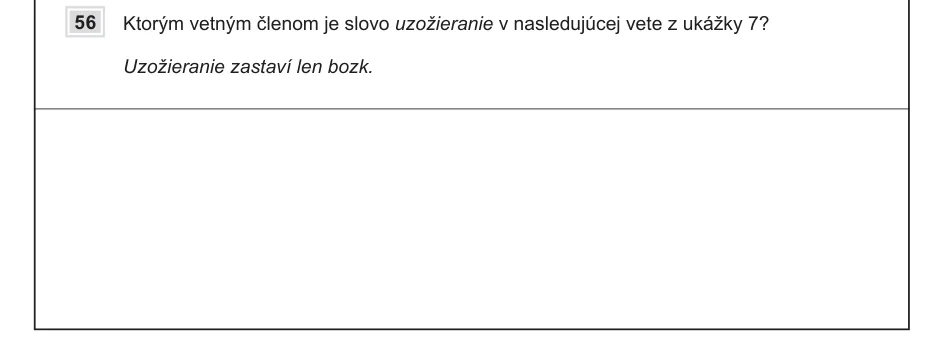 56 Ktorým vetným členom je slovo uzožieranie v nasledujúcej vete z ukážky 7?
Uzožieranie zastaví len bozk.